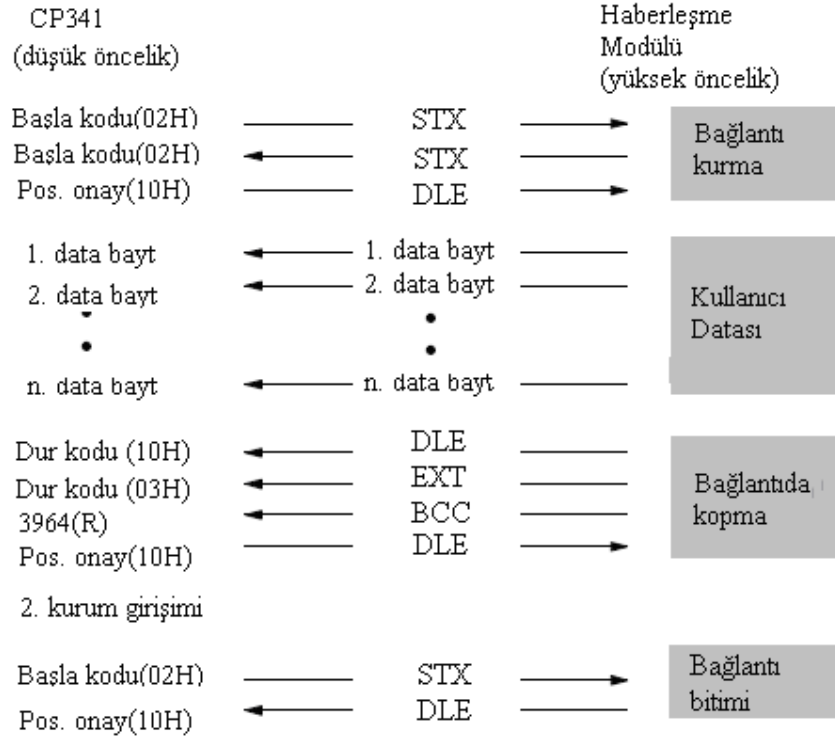 CP341
(düşük öncelik)
Haberleşme
Modülü
(yüksek öncelik)
Başla kodu(02H) STX
Başla kodu(02H) STX
Pos. onay(10H) DLE
Bağlantı
kurma
1. data bayt 1. data bayt
2. data bayt 2. data bayt
n. data bayt n. data bayt
Kullanıcı
Datası
Dur kodu (10H) DLE
Dur kodu (03H) EXT
3964(R) BCC
Pos. onay(10H) DLE
Bağlantıda
kopma
2. kurum girişimi
Başla kodu(02H) STX
Pos. onay(10H) DLE
Bağlantı
bitimi